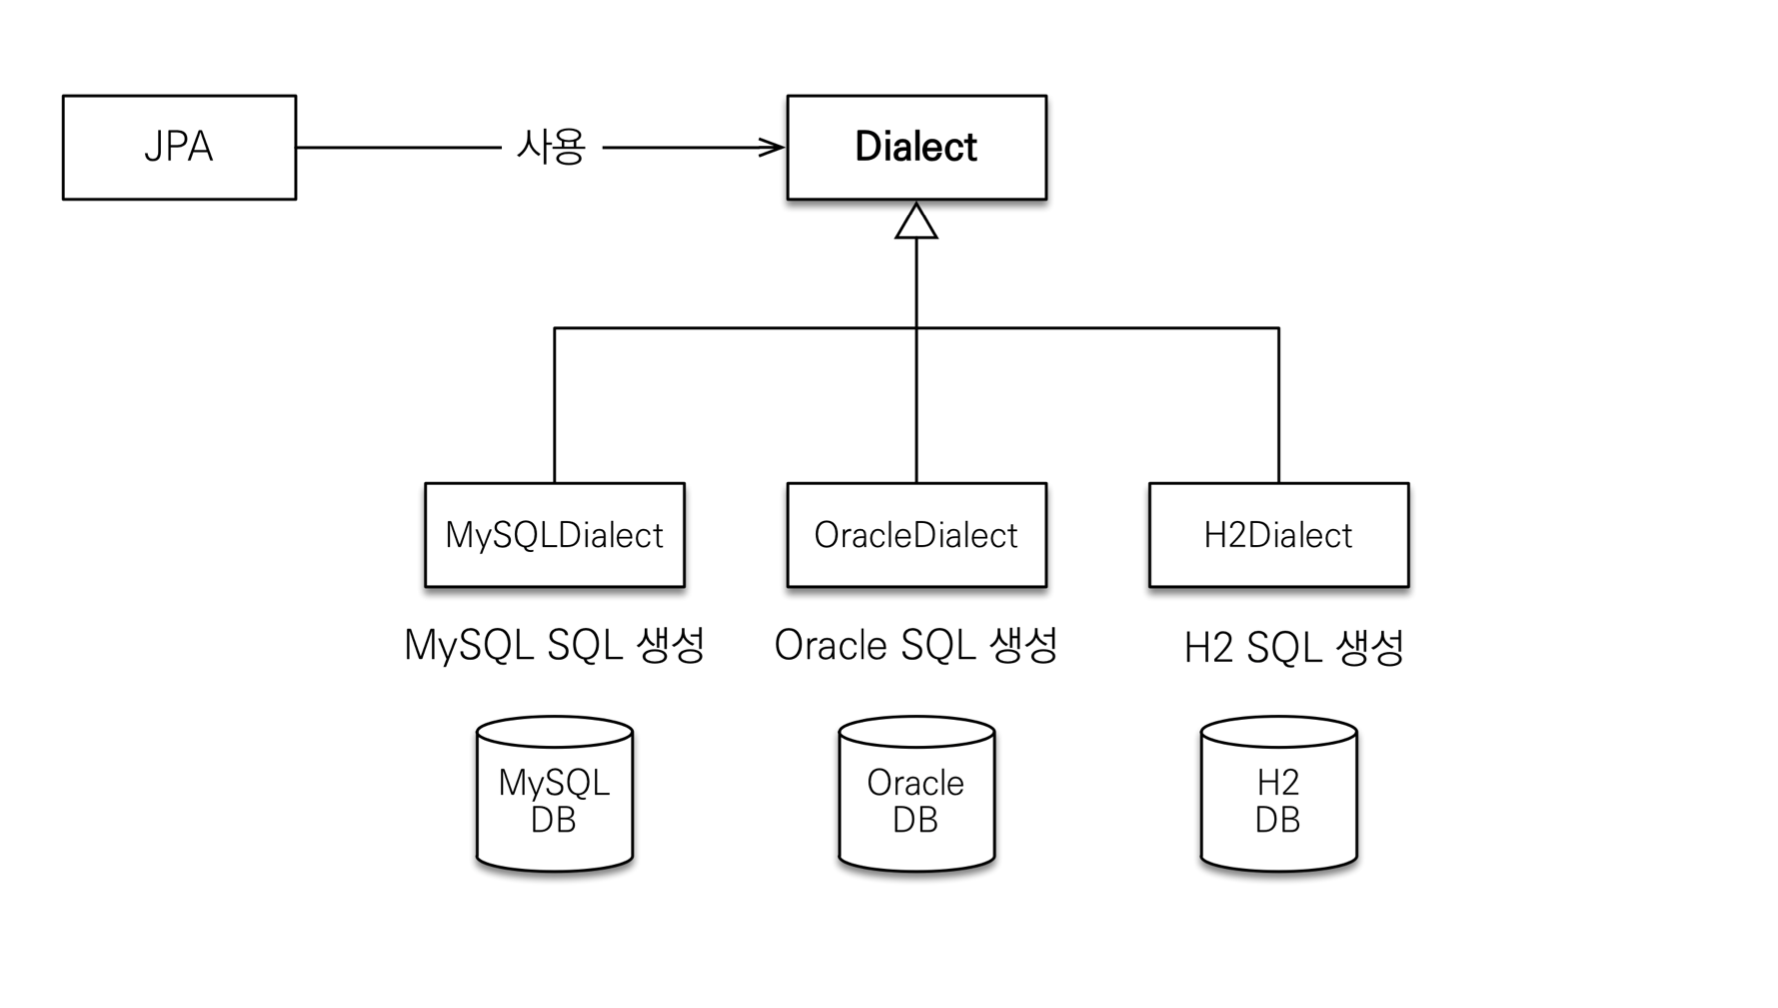 JPA
사용
Dialect
MySQLDialect
OracleDialect
H2Dialect
MySQL SQL 생성
Oracle SQL 생성
H2 SQL 생성
MySQL
DB
Oracle
DB
H2
DB